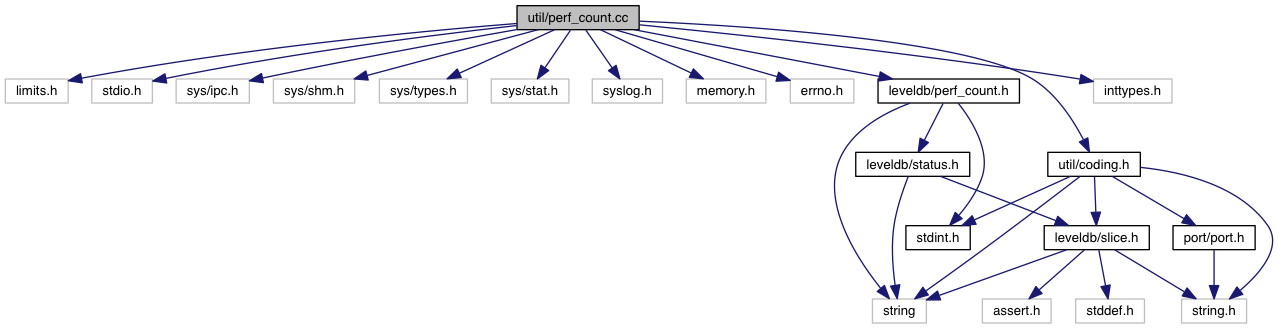 util/perf_count.cc
limits.h
stdio.h
sys/ipc.h
sys/shm.h
sys/types.h
sys/stat.h
syslog.h
memory.h
errno.h
leveldb/perf_count.h
inttypes.h
leveldb/status.h
util/coding.h
stdint.h
leveldb/slice.h
port/port.h
string
assert.h
stddef.h
string.h